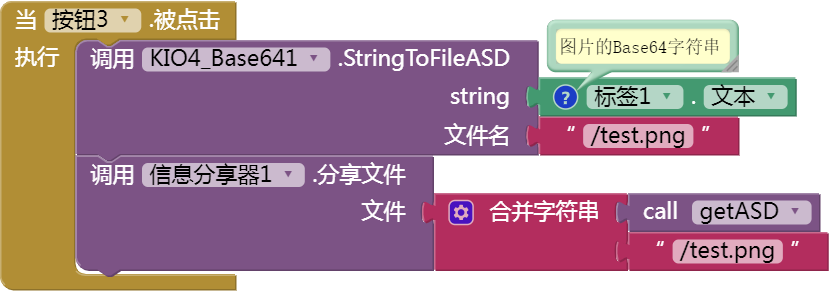 当 按钮3 .被点击
执行 调用 KIO4_Base641 .StringToFileASD
图片的Base64字符串
string ? 标签1 . 文本
文件名 “ /test.png ”
调用 信息分享器1 .分享文件
文件 合并字符串 call getASD
“ /test.png ”